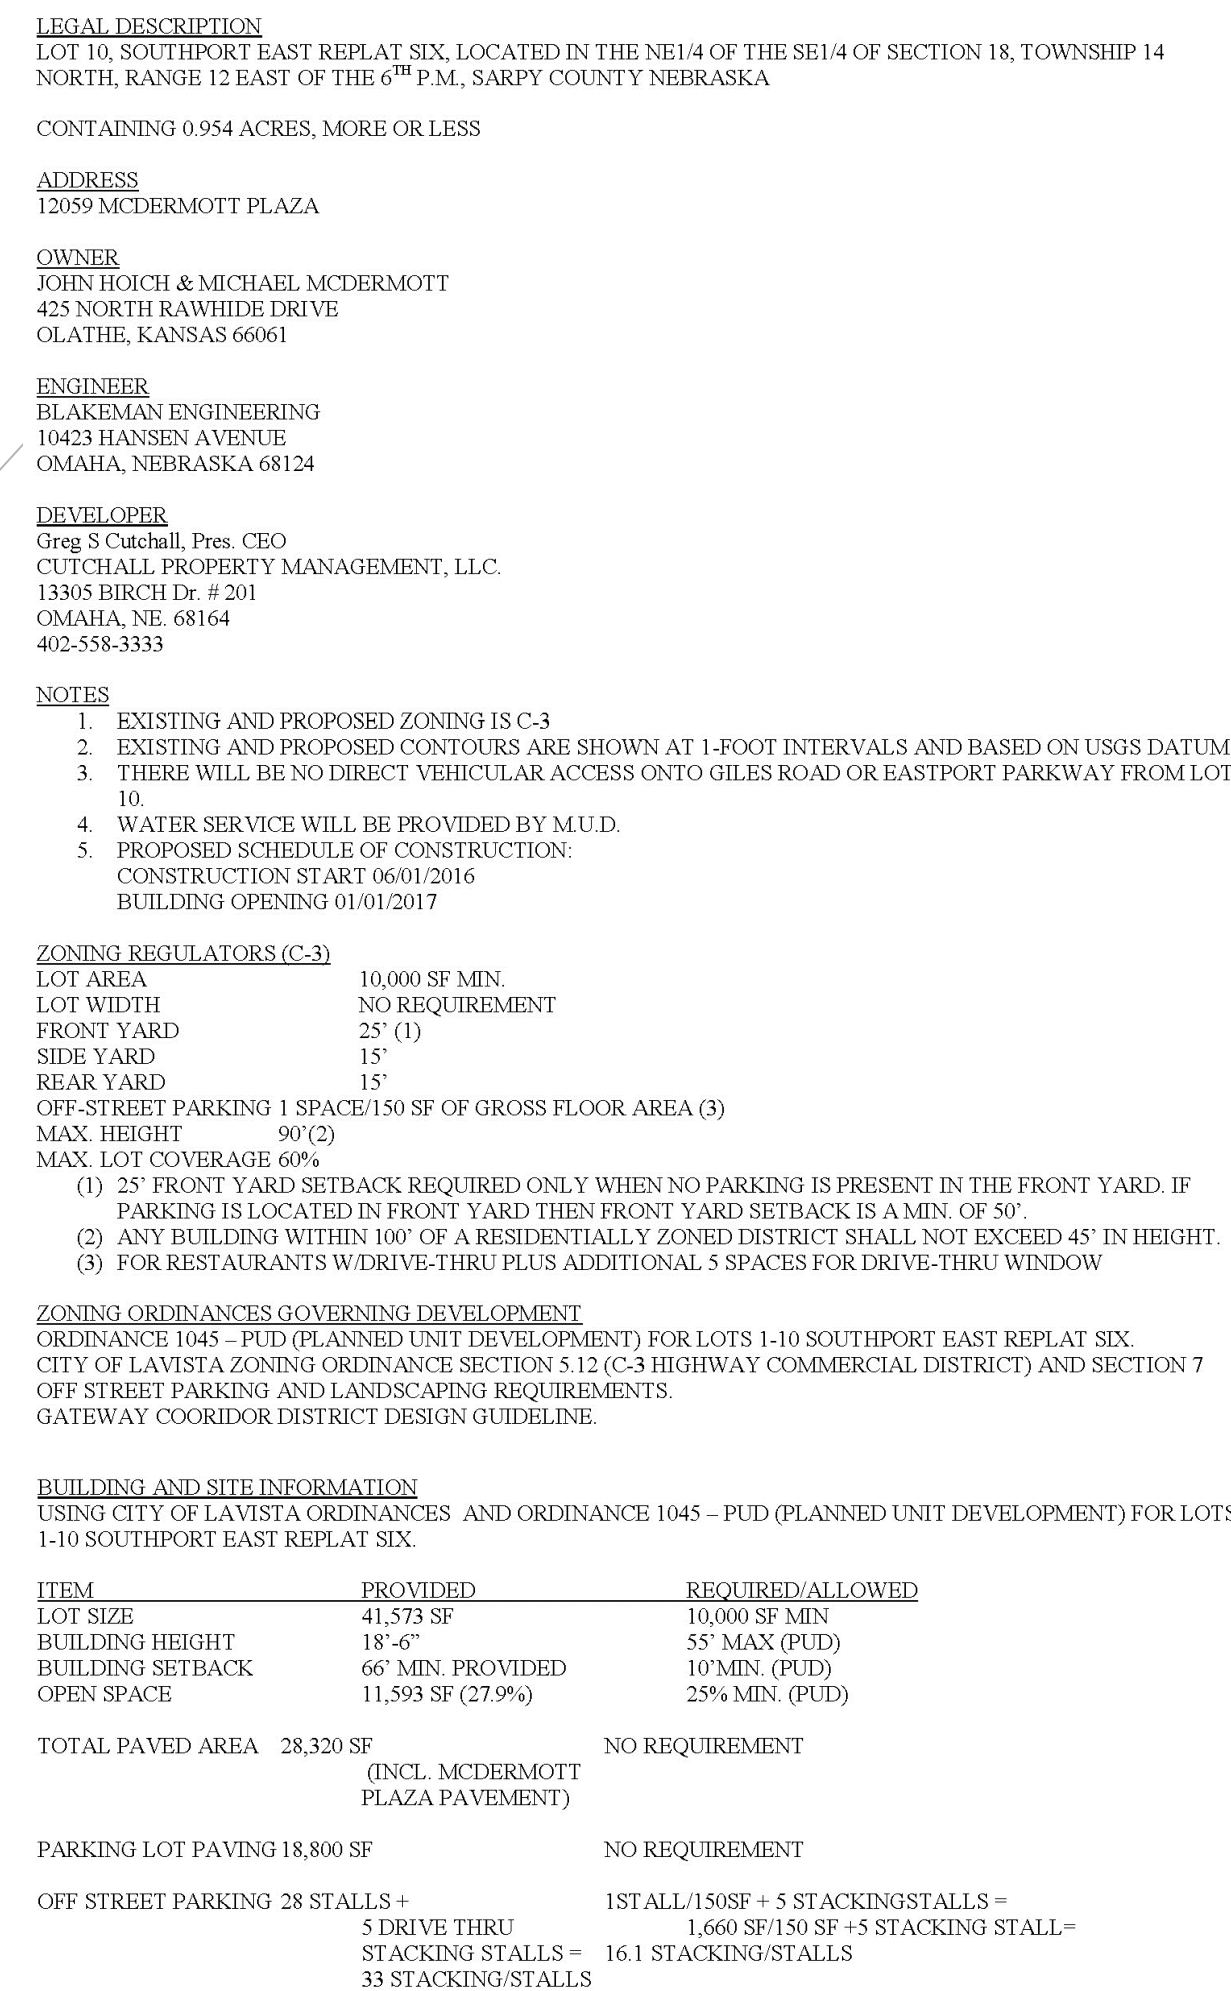 LEGAL DESCRIPTION
LOT 10, SOUTHPORT EAST REPLAT SIX, LOCATED IN THE NE1/4 OF THE SE1/4 OF SECTION 18, TOWNSHIP 14
NORTH, RANGE 12 EAST OF THE 6TH P.M., SARPY COUNTY NEBRASKA
CONTAINING 0.954 ACRES, MORE OR LESS
ADDRESS
12059 MCDERMOTT PLAZA
OWNER
JOHN HOICH & MICHAEL MCDERMOTT
425 NORTH RAWHIDE DRIVE
OLATHE, KANSAS 66061
ENGINEER
BLAKEMAN ENGINEERING
10423 HANSEN AVENUE
OMAHA, NEBRASKA 68124
DEVELOPER
Greg S Cutchall, Pres. CEO
CUTCHALL PROPERTY MANAGEMENT, LLC.
13305 BIRCH Dr. # 201
OMAHA, NE. 68164
402-558-3333
NOTES
1. EXISTING AND PROPOSED ZONING IS C-3
2. EXISTING AND PROPOSED CONTOURS ARE SHOWN AT 1-FOOT INTERVALS AND BASED ON USGS DATUM
3. THERE WILL BE NO DIRECT VEHICULAR ACCESS ONTO GILES ROAD OR EASTPORT PARKWAY FROM LOT
10.
4. WATER SERVICE WILL BE PROVIDED BY M.U.D.
5. PROPOSED SCHEDULE OF CONSTRUCTION:
CONSTRUCTION START 06/01/2016
BUILDING OPENING 01/01/2017
ZONING REGULATORS (C-3)
LOT AREA 10,000 SF MIN.
LOT WIDTH NO REQUIREMENT
FRONT YARD 25’ (1)
SIDE YARD 15’
REAR YARD 15’
OFF-STREET PARKING 1 SPACE/150 SF OF GROSS FLOOR AREA (3)
MAX. HEIGHT 90’(2)
MAX. LOT COVERAGE 60%
(1) 25’ FRONT YARD SETBACK REQUIRED ONLY WHEN NO PARKING IS PRESENT IN THE FRONT YARD. IF
PARKING IS LOCATED IN FRONT YARD THEN FRONT YARD SETBACK IS A MIN. OF 50’.
(2) ANY BUILDING WITHIN 100’ OF A RESIDENTIALLY ZONED DISTRICT SHALL NOT EXCEED 45’ IN HEIGHT.
(3) FOR RESTAURANTS W/DRIVE-THRU PLUS ADDITIONAL 5 SPACES FOR DRIVE-THRU WINDOW
ZONING ORDINANCES GOVERNING DEVELOPMENT
ORDINANCE 1045 – PUD (PLANNED UNIT DEVELOPMENT) FOR LOTS 1-10 SOUTHPORT EAST REPLAT SIX.
CITY OF LAVISTA ZONING ORDINANCE SECTION 5.12 (C-3 HIGHWAY COMMERCIAL DISTRICT) AND SECTION 7
OFF STREET PARKING AND LANDSCAPING REQUIREMENTS.
GATEWAY COORIDOR DISTRICT DESIGN GUIDELINE.
BUILDING AND SITE INFORMATION
USING CITY OF LAVISTA ORDINANCES AND ORDINANCE 1045 – PUD (PLANNED UNIT DEVELOPMENT) FOR LOTS
1-10 SOUTHPORT EAST REPLAT SIX.
ITEM PROVIDED REQUIRED/ALLOWED
LOT SIZE 41,573 SF 10,000 SF MIN
BUILDING HEIGHT 18’-6” 55’ MAX (PUD)
BUILDING SETBACK 66’ MIN. PROVIDED 10’MIN. (PUD)
OPEN SPACE 11,593 SF (27.9%) 25% MIN. (PUD)
TOTAL PAVED AREA 28,320 SF NO REQUIREMENT
(INCL. MCDERMOTT
PLAZA PAVEMENT)
PARKING LOT PAVING 18,800 SF NO REQUIREMENT
OFF STREET PARKING 28 STALLS + 1STALL/150SF + 5 STACKINGSTALLS =
5 DRIVE THRU 1,660 SF/150 SF +5 STACKING STALL=
STACKING STALLS = 16.1 STACKING/STALLS
33 STACKING/STALLS